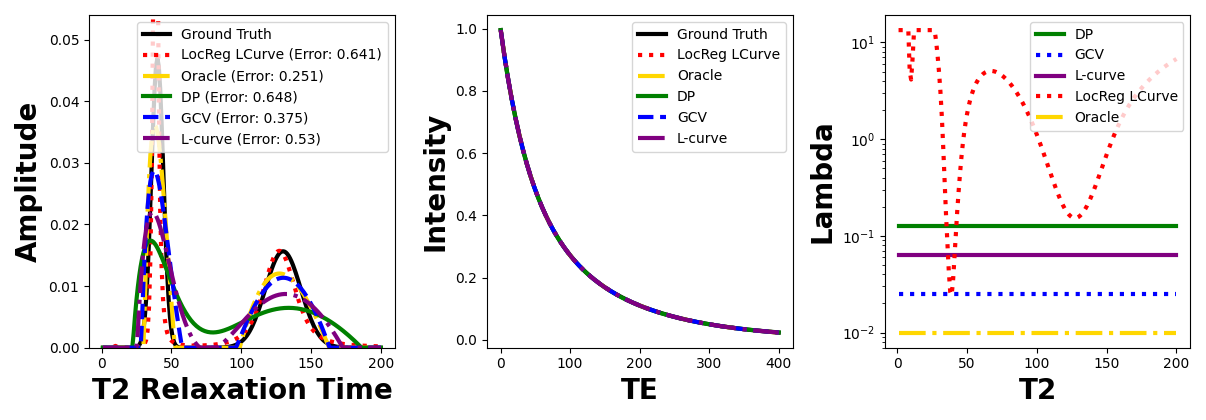 Amplitude
0.05
0.04
0.03
0.02
0.01
0.00
0
50
100
150
200
T2 Relaxation Time
Ground Truth
LocReg LCurve (Error: 0.641)
Oracle (Error: 0.251)
DP (Error: 0.648)
GCV (Error: 0.375)
L-curve (Error: 0.53)
Intensity
1.0
0.8
0.6
0.4
0.2
0.0
0
100
200
300
400
TE
Ground Truth
LocReg LCurve
Oracle
DP
GCV
L-curve
Lambda
10¹
10⁰
10⁻¹
10⁻²
0
50
100
150
200
T2
DP
GCV
L-curve
LocReg LCurve
Oracle